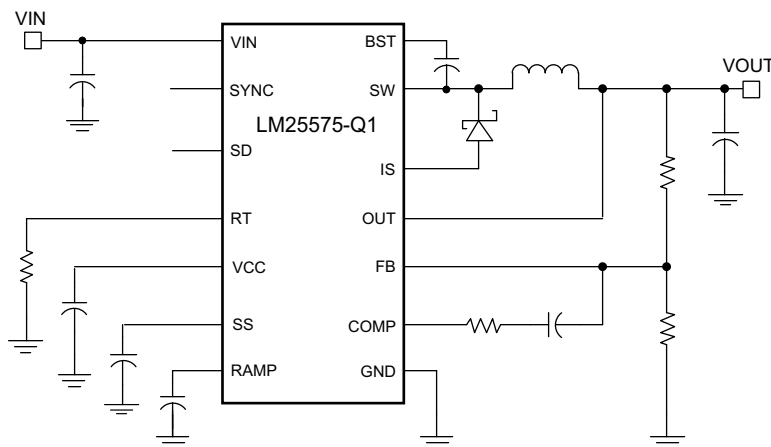 VIN
VIN
BST
VOUT
SYNC
SW
LM25575-Q1
SD
IS
RT
OUT
VCC
FB
SS
COMP
RAMP
GND